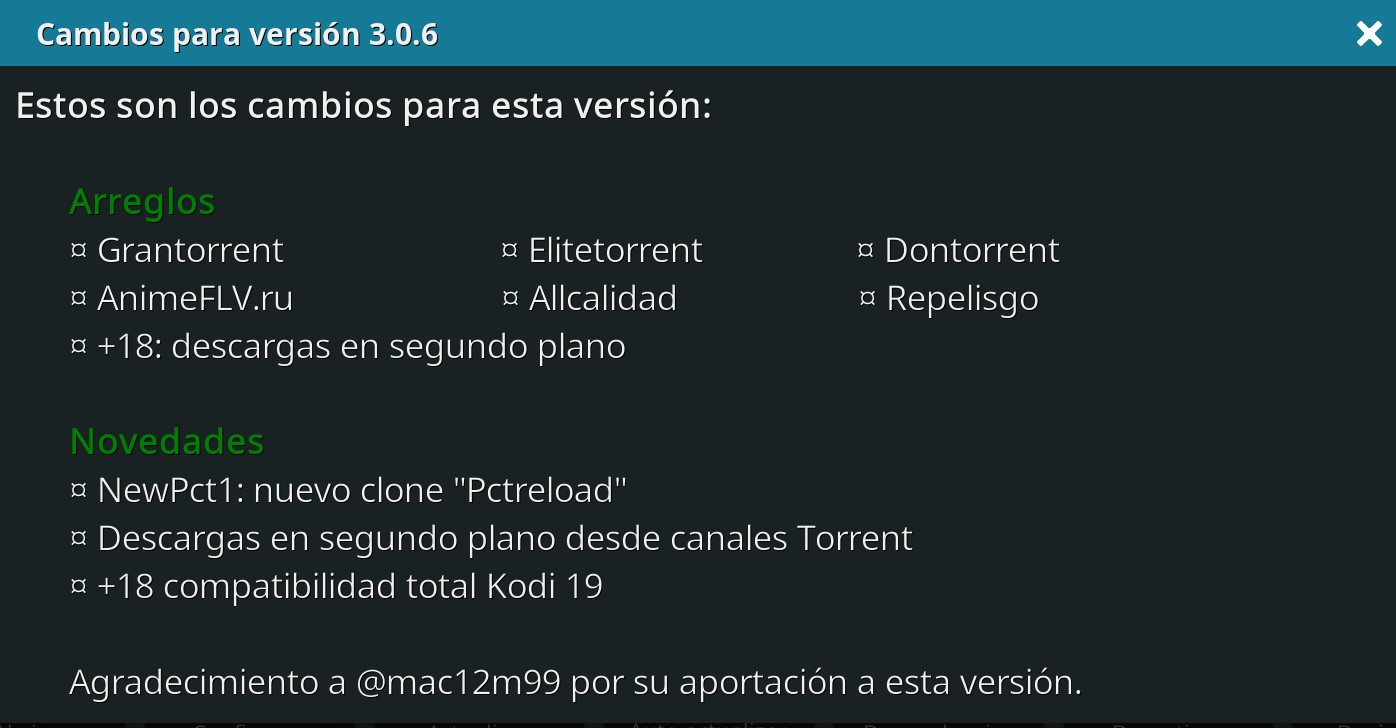 Cambios para versión 3.0.6
Estos son los cambios para esta versión:
Arreglos
¤ Grantorrent ¤ Elitetorrent ¤ Dontorrent
¤ AnimeFLV.ru ¤ Allcalidad ¤ Repelisgo
¤ +18: descargas en segundo plano
Novedades
¤ NewPct1: nuevo clone "Pctreload"
¤ Descargas en segundo plano desde canales Torrent
¤ +18 compatibilidad total Kodi 19
Agradecimiento a @mac12m99 por su aportación a esta versión.